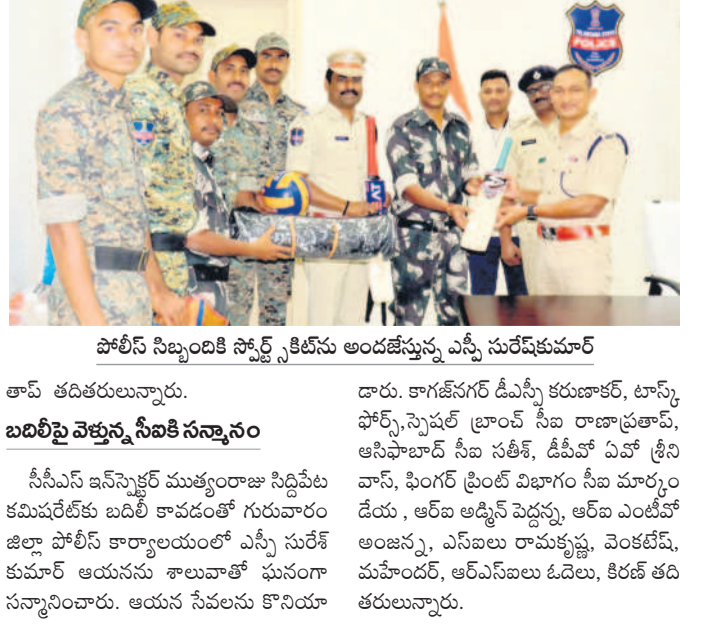 POLICE
పోలీస్ సిబ్బందికి స్పోర్ట్స్ కిట్‌ను అందజేస్తున్న ఎస్పీ సురేష్‌కుమార్
తాప్ తదితరులున్నారు.
బదిలీపై వెళ్తున్న సీఐకి సన్మానం
సీసీఎస్ ఇన్‌స్పెక్టర్ ముత్యంరాజు సిద్దిపేట
కమిషరేట్‌కు బదిలీ కావడంతో గురువారం
జిల్లా పోలీస్ కార్యాలయంలో ఎస్పీ సురేశ్
కుమార్ ఆయనను శాలువాతో ఘనంగా
సన్మానించారు. ఆయన సేవలను కొనియా
డారు. కాగజ్‌నగర్ డీఎస్పీ కరుణాకర్, టాస్క్
ఫోర్స్,స్పెషల్ బ్రాంచ్ సీఐ రాణాప్రతాప్,
ఆసిఫాబాద్ సీఐ సతీశ్, డీపీవో ఏవో శ్రీని
వాస్, ఫింగర్ ప్రింట్ విభాగం సీఐ మార్కం
డేయ , ఆర్ఐ అడ్మిన్ పెద్దన్న, ఆర్ఐ ఎంటీవో
అంజన్న, ఎస్ఐలు రామకృష్ణ, వెంకటేష్,
మహేందర్, ఆర్ఎస్ఐలు ఓదెలు, కిరణ్ తది
తరులున్నారు.